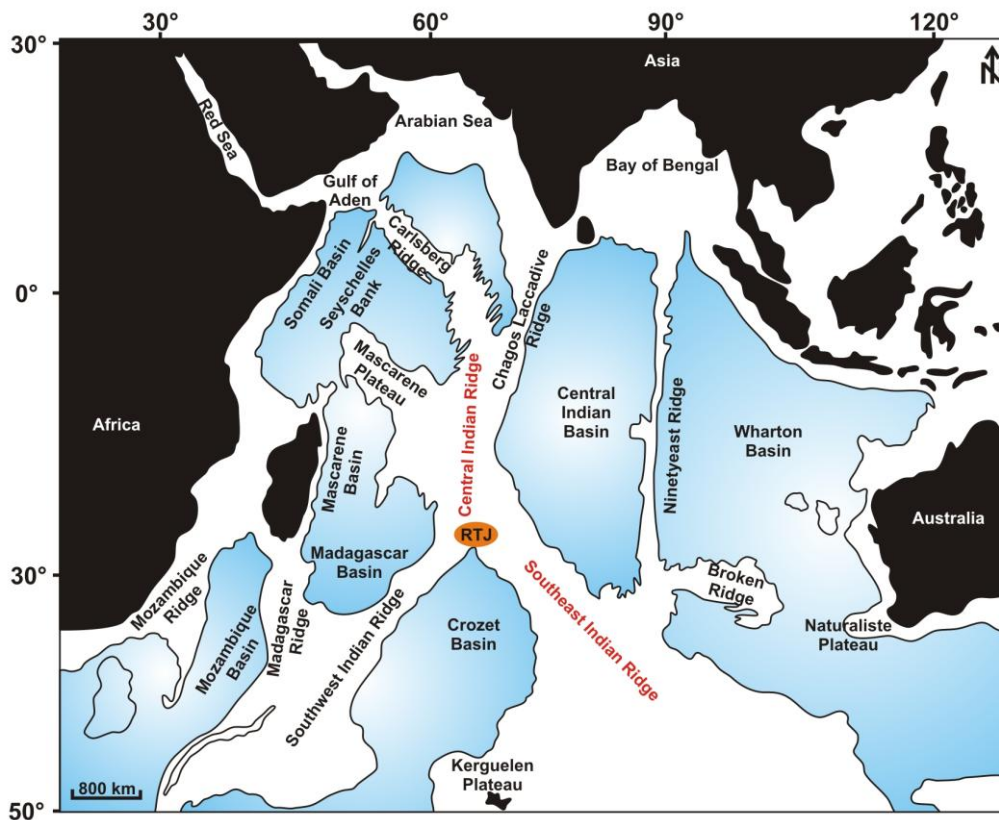 30°
60°
90°
120°
30°
Asia
N
Red Sea
Arabian Sea
Bay of Bengal
Gulf of
Aden
Carlsberg
Ridge
Somali Basin
Seyschelles
Bank
0°
Chagos Laccadive
Ridge
Mascarene
Plateau
Central Indian Ridge
Central
Indian
Basin
Ninetyeast Ridge
Wharton
Basin
Africa
Mascarene
Basin
Australia
RTJ
Madagascar
Basin
30°
Mozambique
Ridge
Mozambique
Basin
Madagascar
Ridge
Southwest Indian Ridge
Crozet
Basin
Southeast Indian Ridge
Broken
Ridge
Naturaliste
Plateau
Kerguelen
Plateau
800 km
50°